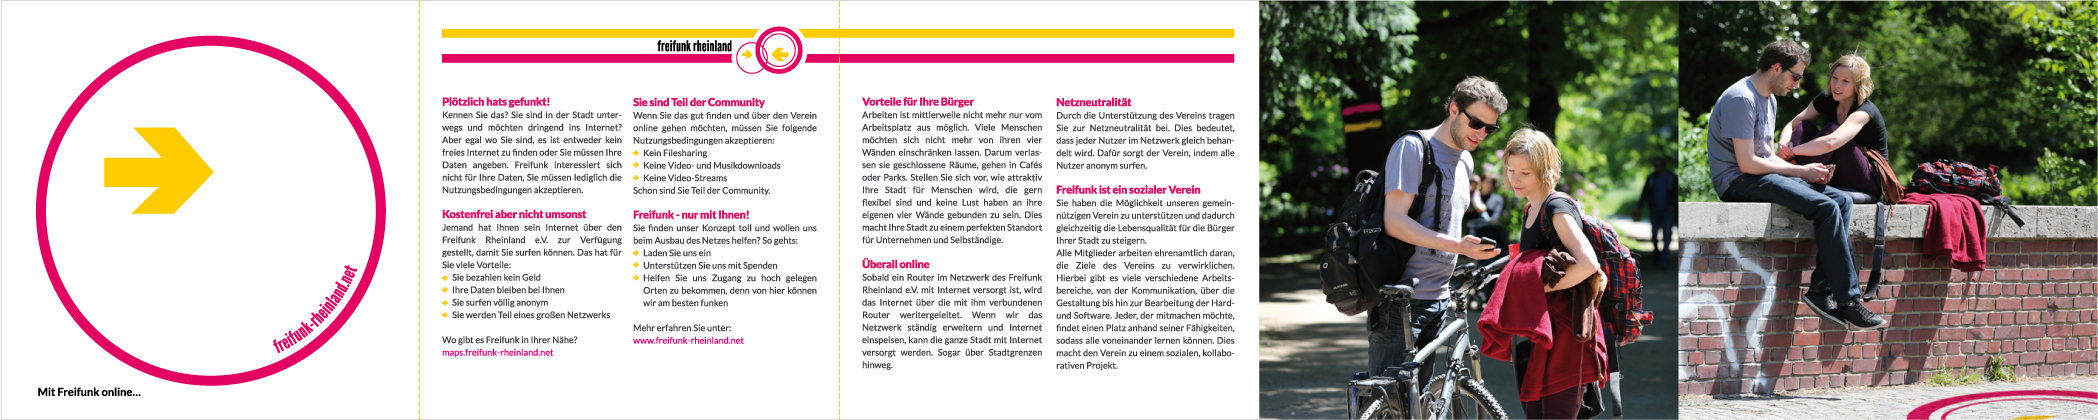 freifunk-rheinland.net
Mit Freifunk online...
freifunk rheinland
Plötzlich hats gefunkt!
Kennen Sie das? Sie sind in der Stadt unter-
wegs und möchten dringend ins Internet?
Aber egal wo Sie sind, es ist entweder kein
freies Internet zu finden oder Sie müssen Ihre
Daten angeben. Freifunk interessiert sich
nicht für Ihre Daten, Sie müssen lediglich die
Nutzungsbedingungen akzeptieren.
Kostenfrei aber nicht umsonst
Jemand hat Ihnen sein Internet über den
Freifunk Rheinland e.V. zur Verfügung
gestellt, damit Sie surfen können. Das hat für
Sie viele Vorteile:
Sie bezahlen kein Geld
Ihre Daten bleiben bei Ihnen
Sie surfen völlig anonym
Sie werden Teil eines großen Netzwerks
Wo gibt es Freifunk in Ihrer Nähe?
maps.freifunk-rheinland.net
Sie sind Teil der Community
Wenn Sie das gut finden und über den Verein
online gehen möchten, müssen Sie folgende
Nutzungsbedingungen akzeptieren:
Kein Filesharing
Keine Video- und Musikdownloads
Keine Video-Streams
Schon sind Sie Teil der Community.
Freifunk - nur mit Ihnen!
Sie finden unser Konzept toll und wollen uns
beim Ausbau des Netzes helfen? So gehts:
Laden Sie uns ein
Unterstützen Sie uns mit Spenden
Helfen Sie uns Zugang zu hoch gelegen
Orten zu bekommen, denn von hier können
wir am besten funken
Mehr erfahren Sie unter:
www.freifunk-rheinland.net
Vorteile für Ihre Bürger
Arbeiten ist mittlerweile nicht mehr nur vom
Arbeitsplatz aus möglich. Viele Menschen
möchten sich nicht mehr von ihren vier
Wänden einschränken lassen. Darum verlas-
sen sie geschlossene Räume, gehen in Cafés
oder Parks. Stellen Sie sich vor, wie attraktiv
Ihre Stadt für Menschen wird, die gern
flexibel sind und keine Lust haben an ihre
eigenen vier Wände gebunden zu sein. Dies
macht Ihre Stadt zu einem perfekten Standort
für Unternehmen und Selbständige.
Überall online
Sobald ein Router im Netzwerk des Freifunk
Rheinland e.V. mit Internet versorgt ist, wird
das Internet über die mit ihm verbundenen
Router weritergeleitet. Wenn wir das
Netzwerk ständig erweitern und Internet
einspeisen, kann die ganze Stadt mit Internet
versorgt werden. Sogar über Stadtgrenzen
hinweg.
Netzneutralität
Durch die Unterstützung des Vereins tragen
Sie zur Netzneutralität bei. Dies bedeutet,
dass jeder Nutzer im Netzwerk gleich behan-
delt wird. Dafür sorgt der Verein, indem alle
Nutzer anonym surfen.
Freifunk ist ein sozialer Verein
Sie haben die Möglichkeit unseren gemein-
nützigen Verein zu unterstützen und dadurch
gleichzeitig die Lebensqualität für die Bürger
Ihrer Stadt zu steigern.
Alle Mitglieder arbeiten ehrenamtlich daran,
die Ziele des Vereins zu verwirklichen.
Hierbei gibt es viele verschiedene Arbeits-
bereiche, von der Kommunikation, über die
Gestaltung bis hin zur Bearbeitung der Hard-
und Software. Jeder, der mitmachen möchte,
findet einen Platz anhand seiner Fähigkeiten,
sodass alle voneinander lernen können. Dies
macht den Verein zu einem sozialen, kollabo-
rativen Projekt.